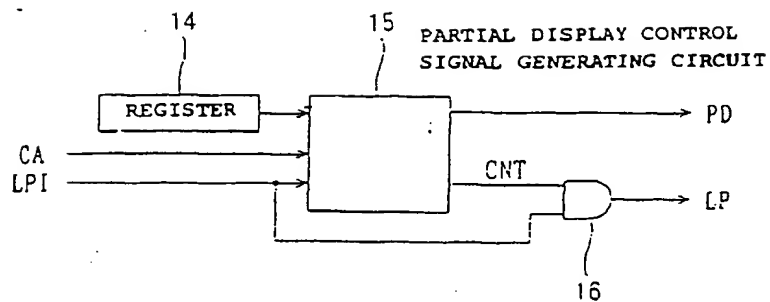 14
15
PARTIAL DISPLAY CONTROL
SIGNAL GENERATING CIRCUIT
REGISTER
PD
CA
LPI
CNT
LP
16